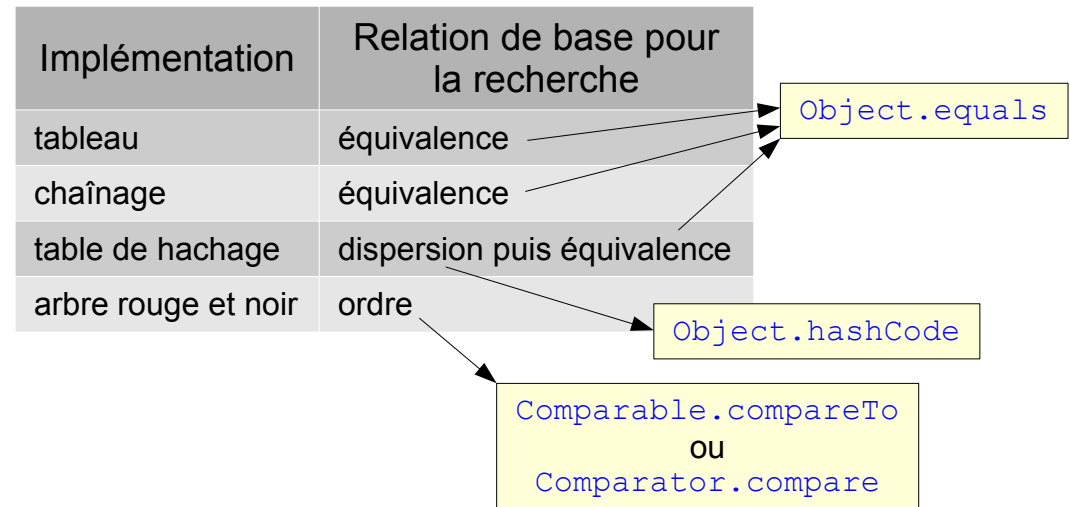 Implémentation
Relation de base pour
la recherche
Object.equals
tableau
équivalence
chaînage
équivalence
table de hachage
dispersion puis équivalence
arbre rouge et noir
ordre
Object.hashCode
Comparable.compareTo
ou
Comparator.compare